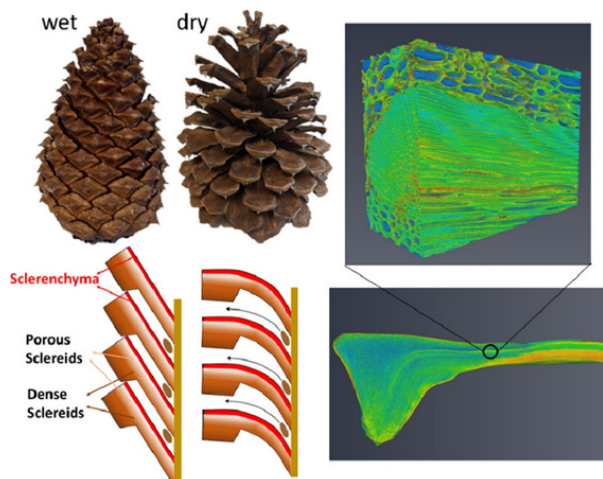 wet
dry
Sclerenchyma
Porous
Sclereids
Dense
Sclereids